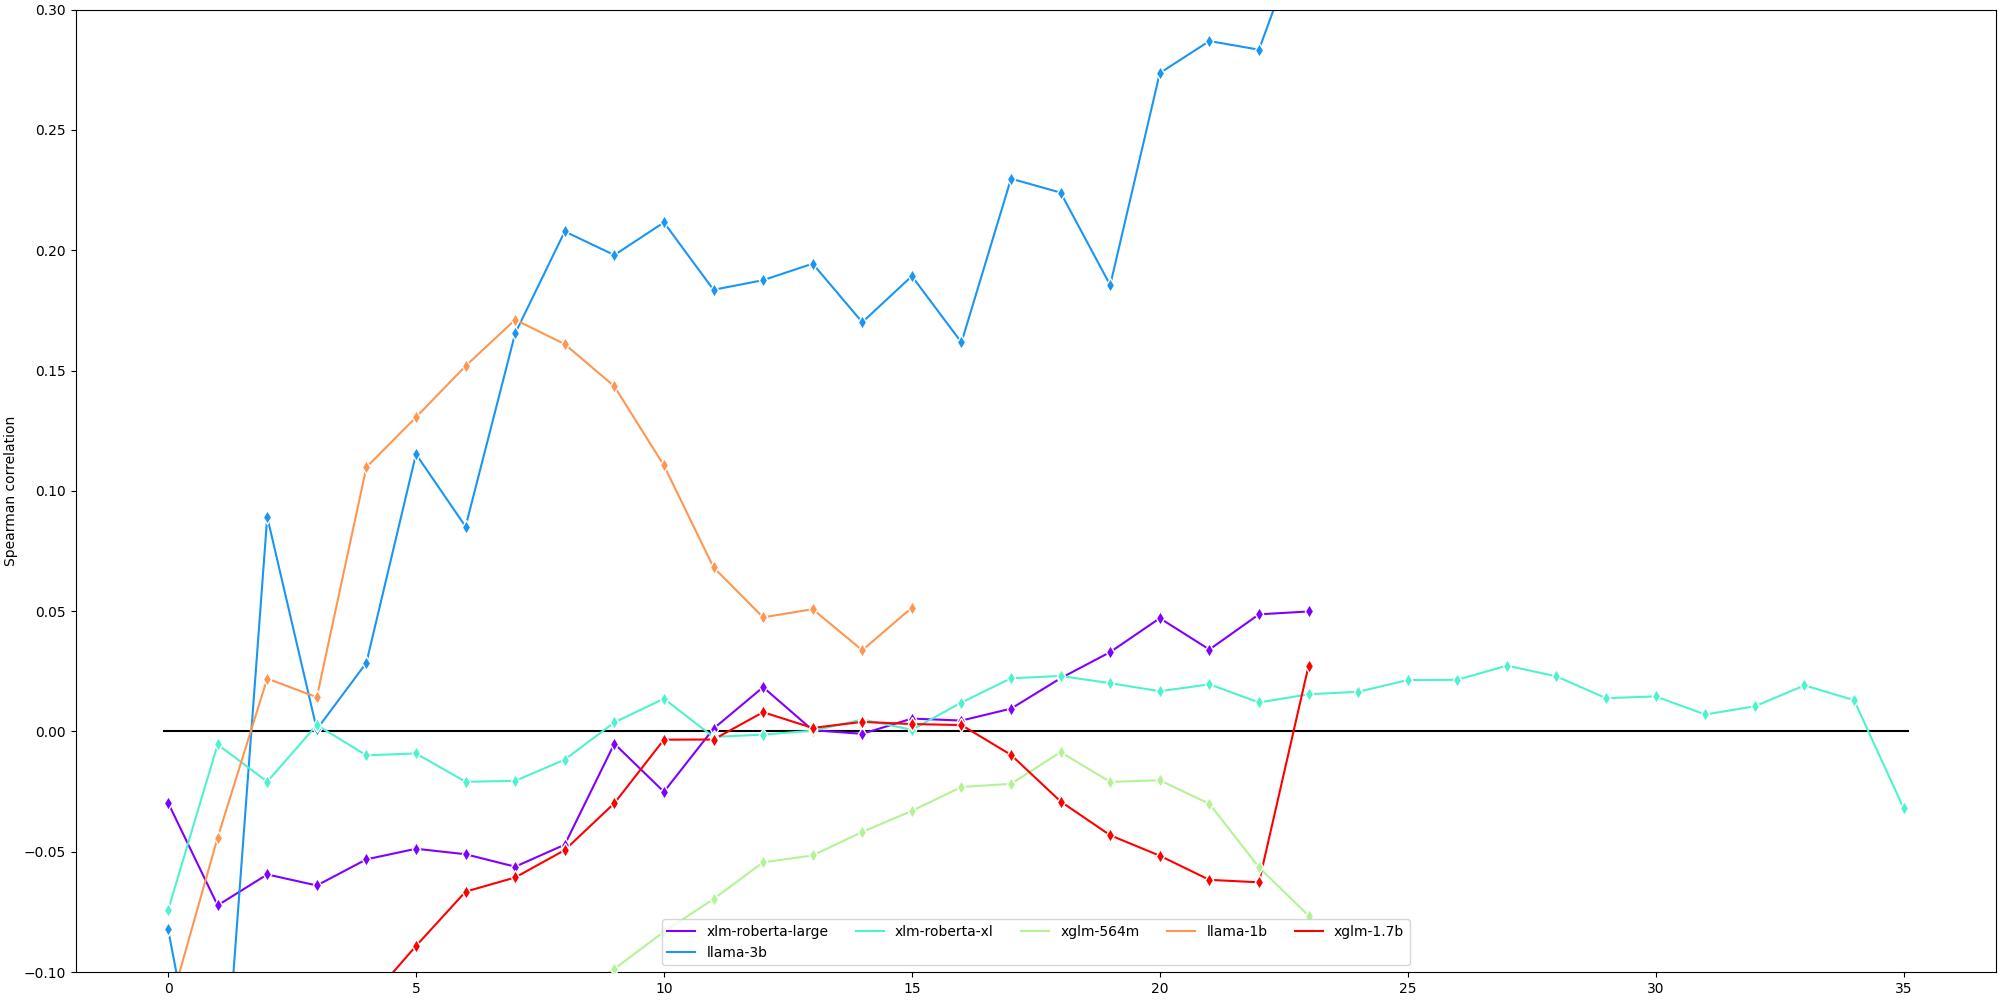 0.30
0.25
0.20
0.15
0.10
0.05
0.00
−0.05
−0.10
Spearman correlation
0 5 10 15 20 25 30 35
xlm-roberta-large xlm-roberta-xl xglm-564m llama-1b xglm-1.7b
llama-3b